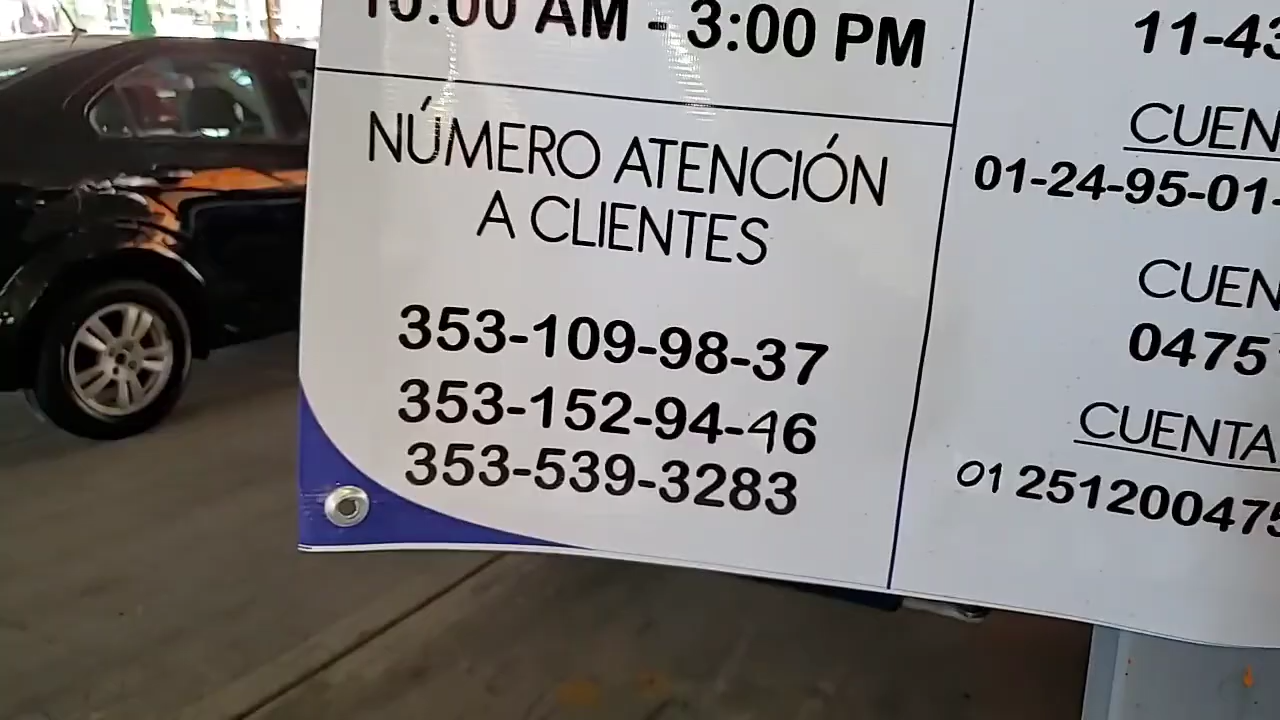 10:00 AM - 3:00 PM
NÚMERO ATENCIÓN
A CLIENTES
353-109-98-37
353-152-94-46
353-539-3283
11-43
CUEN
01-24-95-01-
CUEN
0475
CUENTA
01 251200475